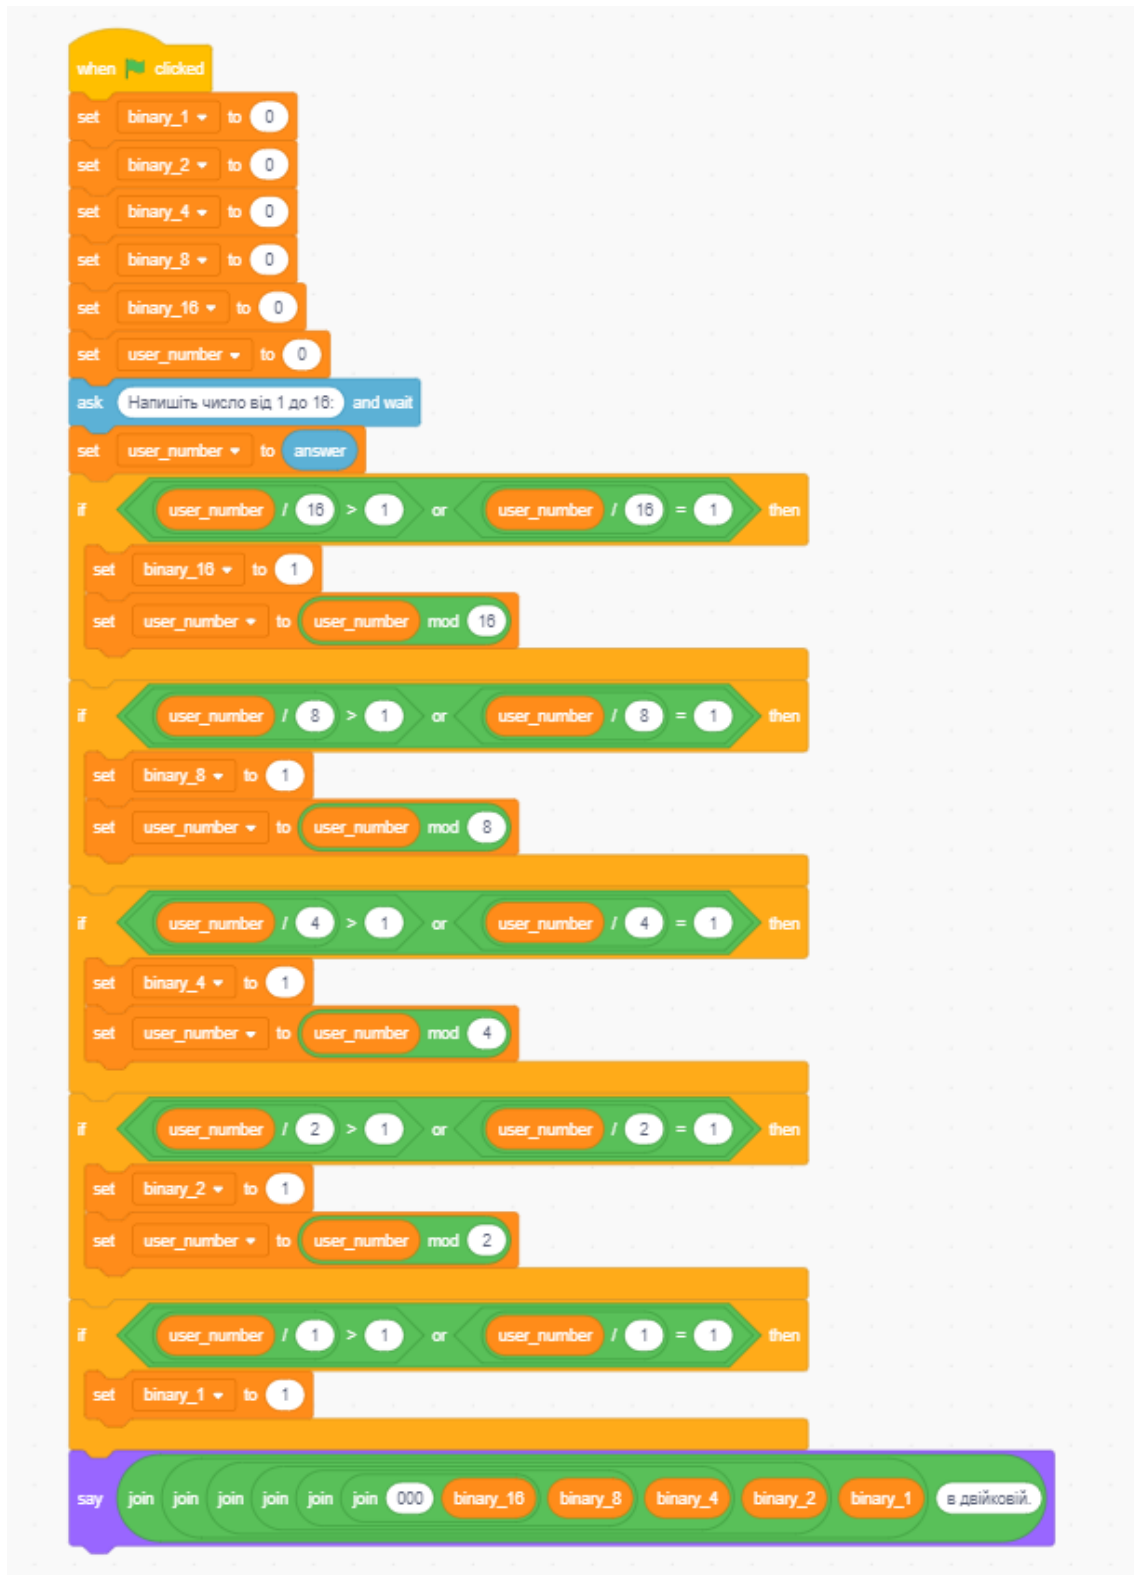 when clicked
set binary_1 to 0
set binary_2 to 0
set binary_4 to 0
set binary_8 to 0
set binary_16 to 0
set user_number to 0
ask Напишіть число від 1 до 16: and wait
set user_number to answer
if user_number / 16 > 1 or user_number / 16 = 1 then
set binary_16 to 1
set user_number to user_number mod 16
if user_number / 8 > 1 or user_number / 8 = 1 then
set binary_8 to 1
set user_number to user_number mod 8
if user_number / 4 > 1 or user_number / 4 = 1 then
set binary_4 to 1
set user_number to user_number mod 4
if user_number / 2 > 1 or user_number / 2 = 1 then
set binary_2 to 1
set user_number to user_number mod 2
if user_number / 1 > 1 or user_number / 1 = 1 then
set binary_1 to 1
say join join join join join join 000 binary_16 binary_8 binary_4 binary_2 binary_1 в двійковій.